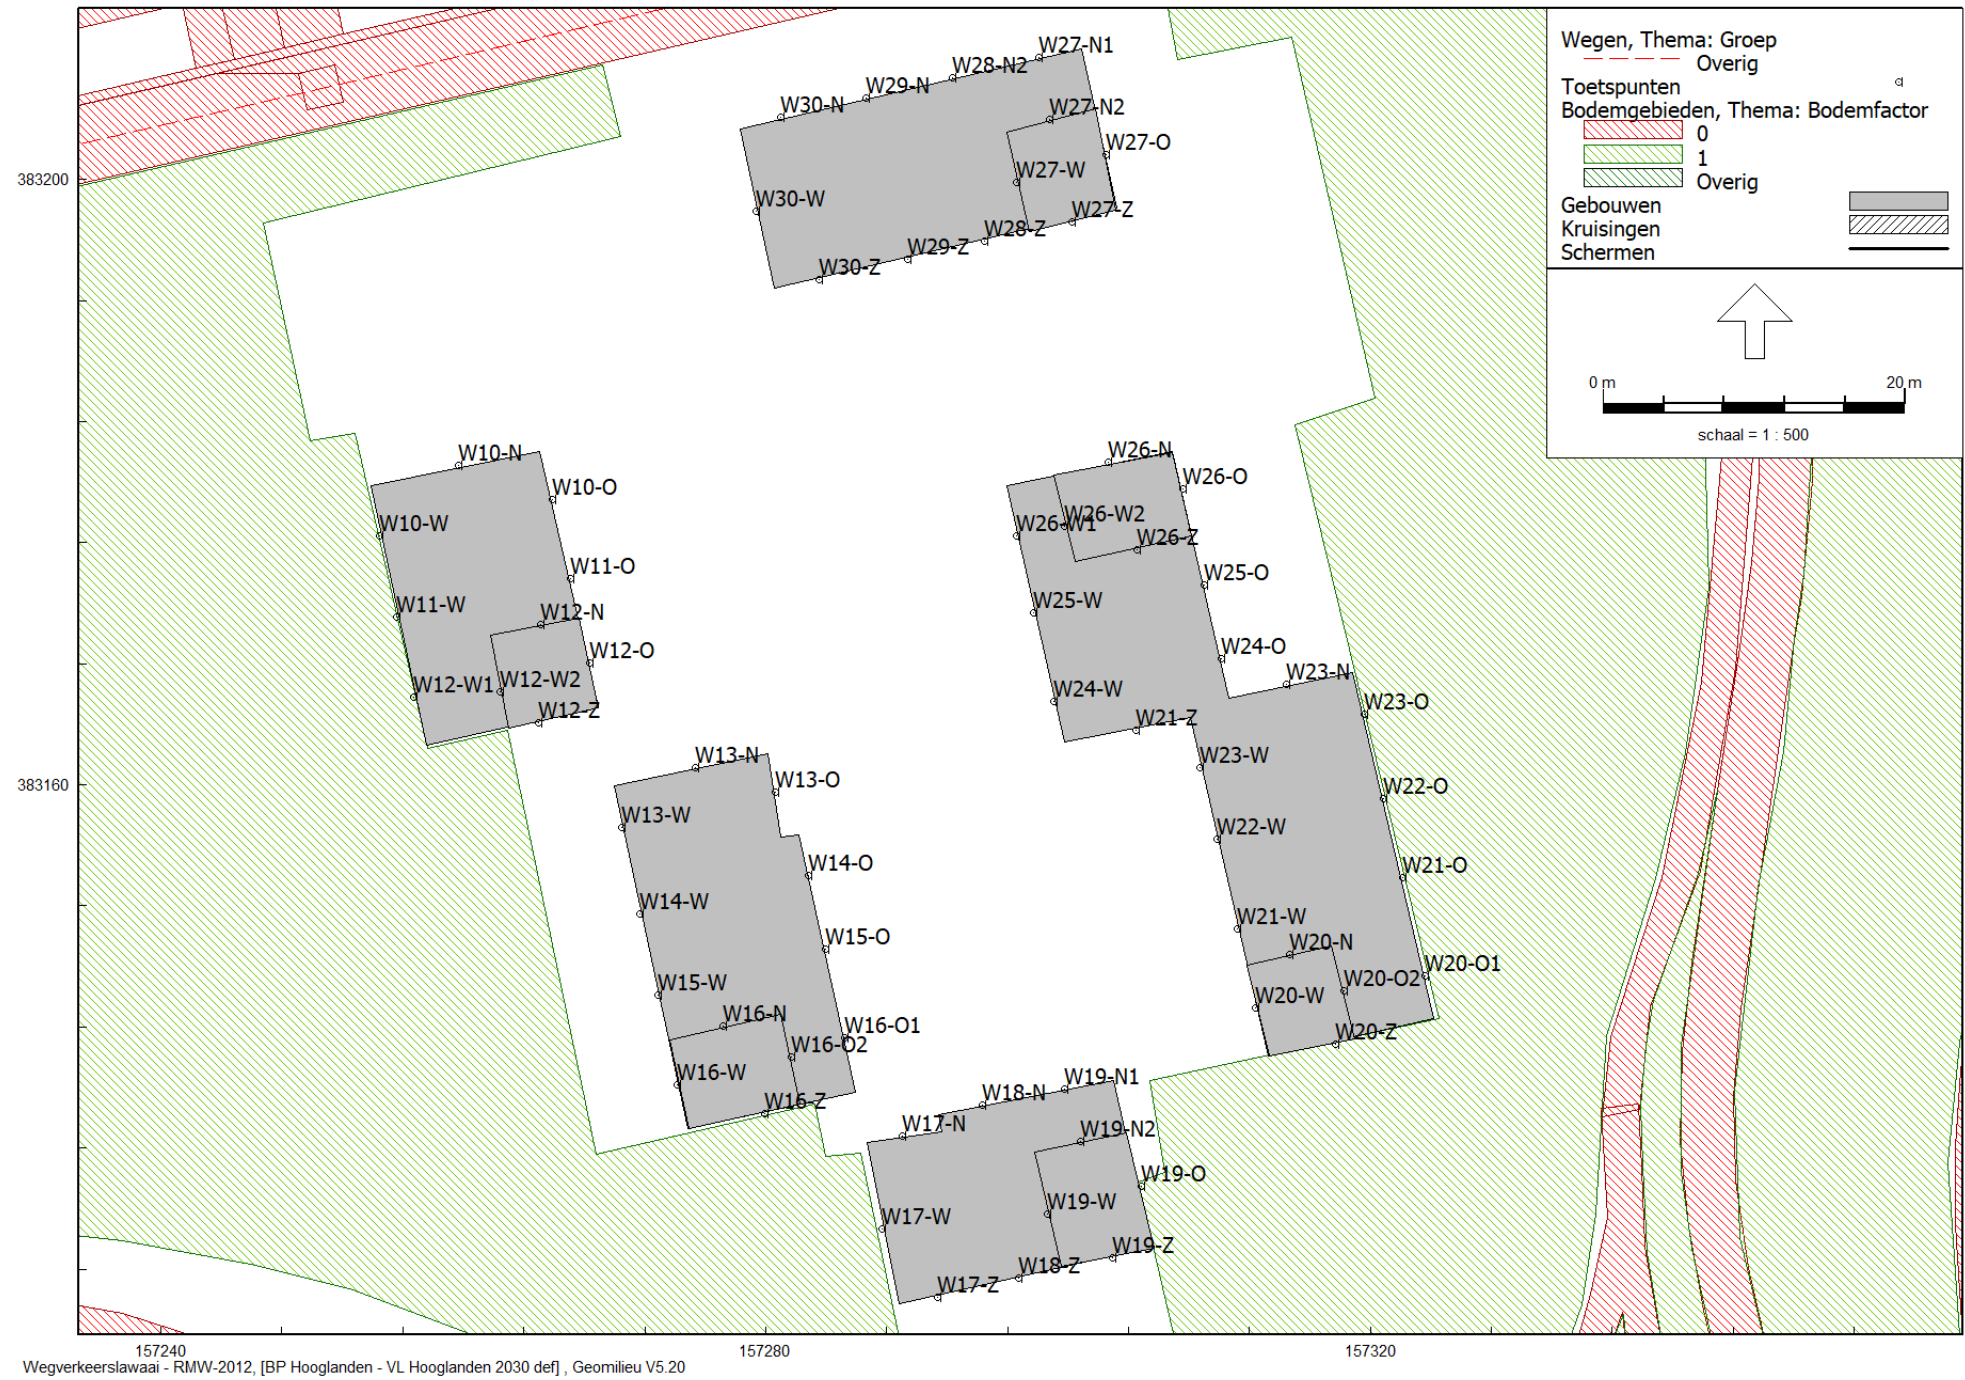 Wegen, Thema: Groep
Overig
Toetspunten
Bodemgebieden, Thema: Bodemfactor
0
1
Overig
Gebouwen
Kruisingen
Schermen
0 m 20 m
schaal = 1 : 500
W27-N1
W28-N2
W29-N
W30-N
W27-N2
W27-O
W27-W
383200
W30-W
W27-Z
W28-Z
W29-Z
W30-Z
W10-N
W26-N
W10-O
W26-O
W10-W
W26-W1
W26-W2
W26-Z
W11-O
W25-O
W11-W
W12-N
W25-W
W12-O
W24-O
W23-N
W12-W1
W12-W2
W24-W
W23-O
W12-Z
W21-Z
W13-N
W23-W
383160
W13-O
W22-O
W13-W
W22-W
W14-O
W21-O
W14-W
W21-W
W15-O
W20-N
W15-W
W20-O1
W20-O2
W20-W
W16-N
W16-O1
W16-O2
W20-Z
W16-W
W19-N1
W18-N
W16-Z
W17-N
W19-N2
W19-O
W19-W
W17-W
W19-Z
W18-Z
W17-Z
157240 157280 157320
Wegverkeerslawaai - RMW-2012, [BP Hooglanden - VL Hooglanden 2030 def] , Geomilieu V5.20